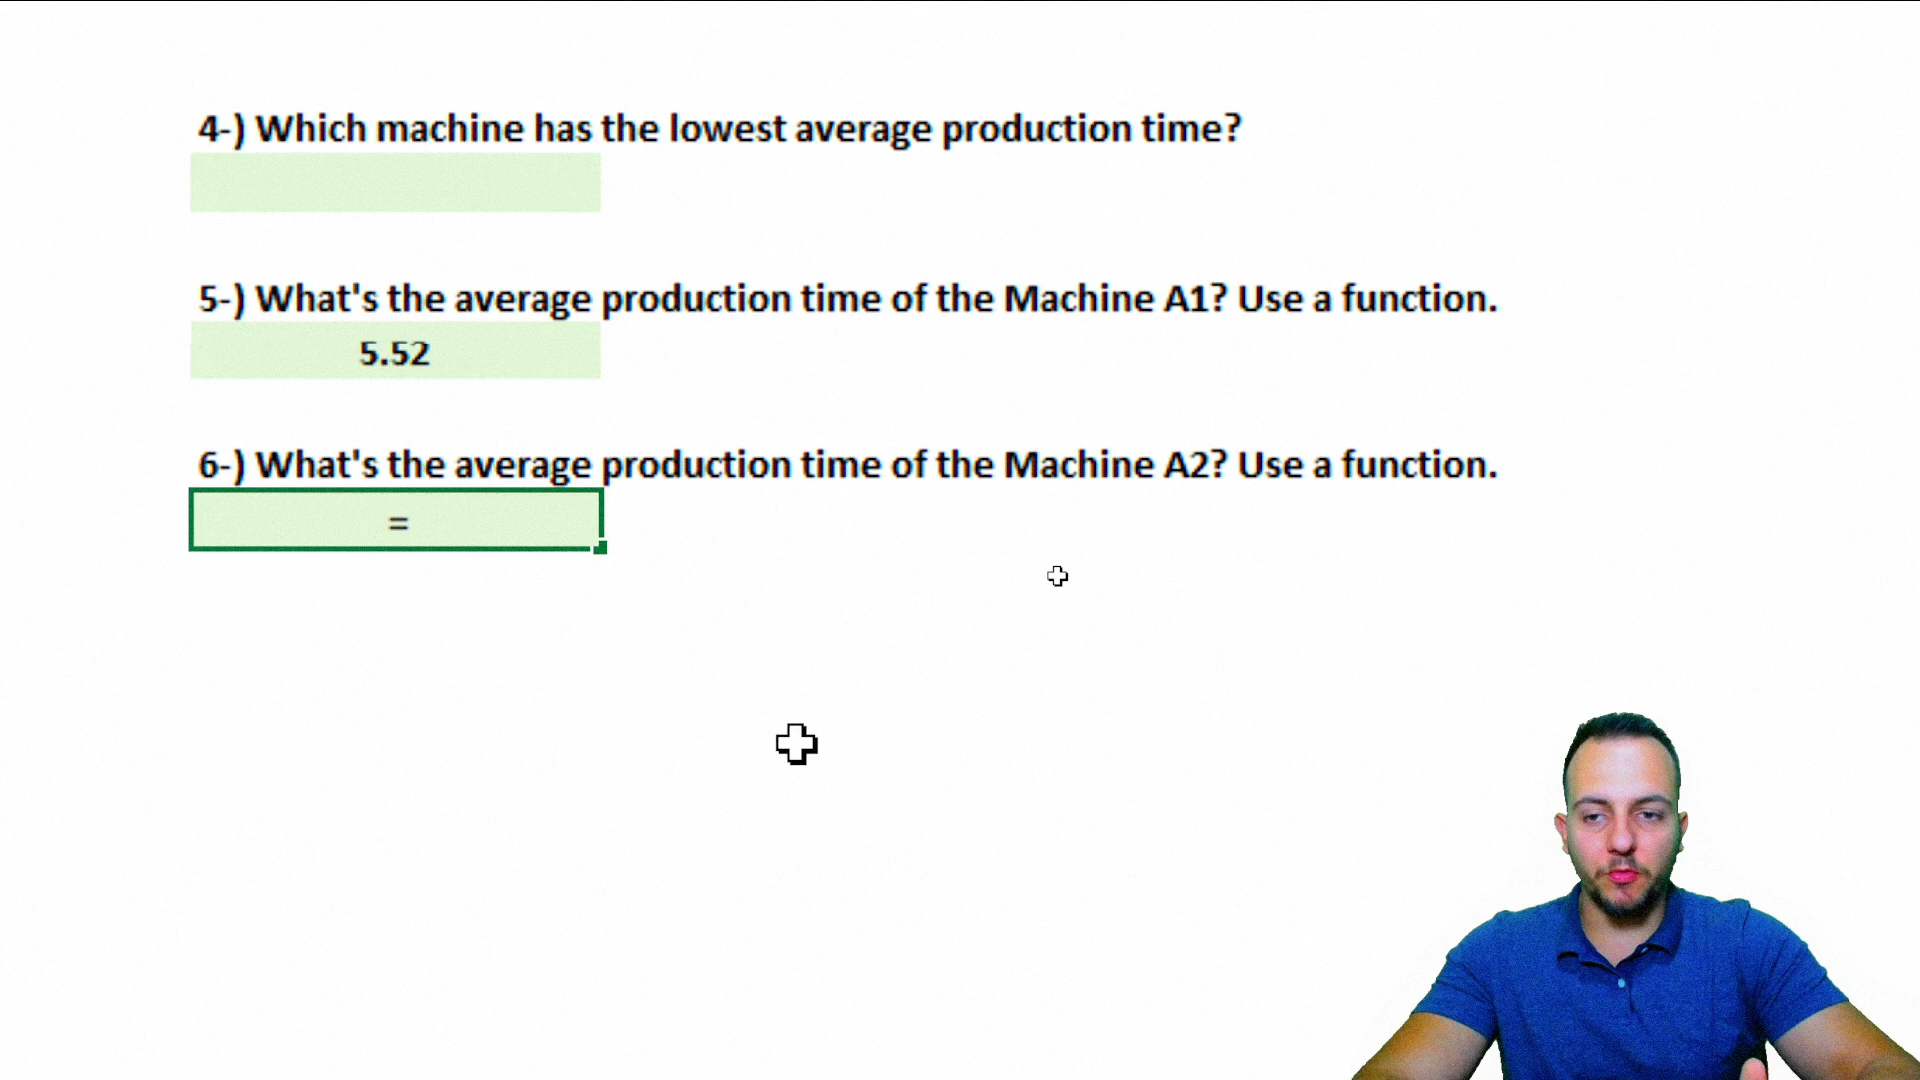 4-) Which machine has the lowest average production time?
5-) What's the average production time of the Machine A1? Use a function.
5.52
6-) What's the average production time of the Machine A2? Use a function.
=